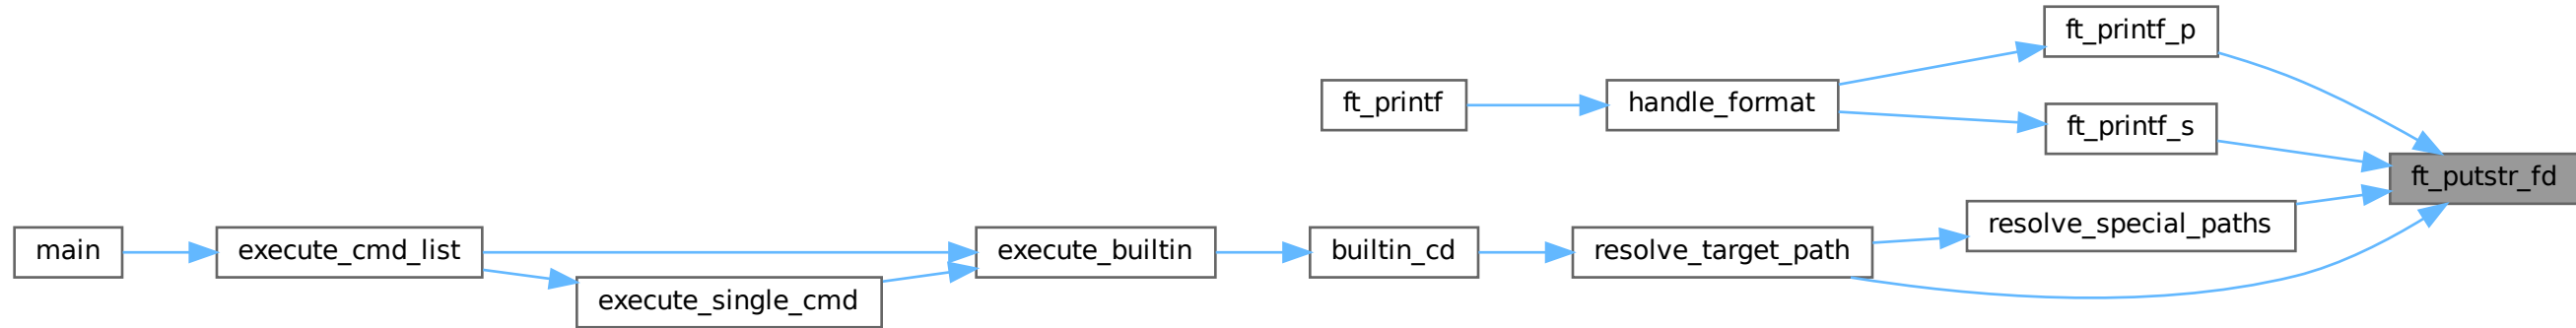 ft_printf_p
ft_printf
handle_format
ft_printf_s
ft_putstr_fd
main
execute_cmd_list
execute_single_cmd
execute_builtin
builtin_cd
resolve_target_path
resolve_special_paths